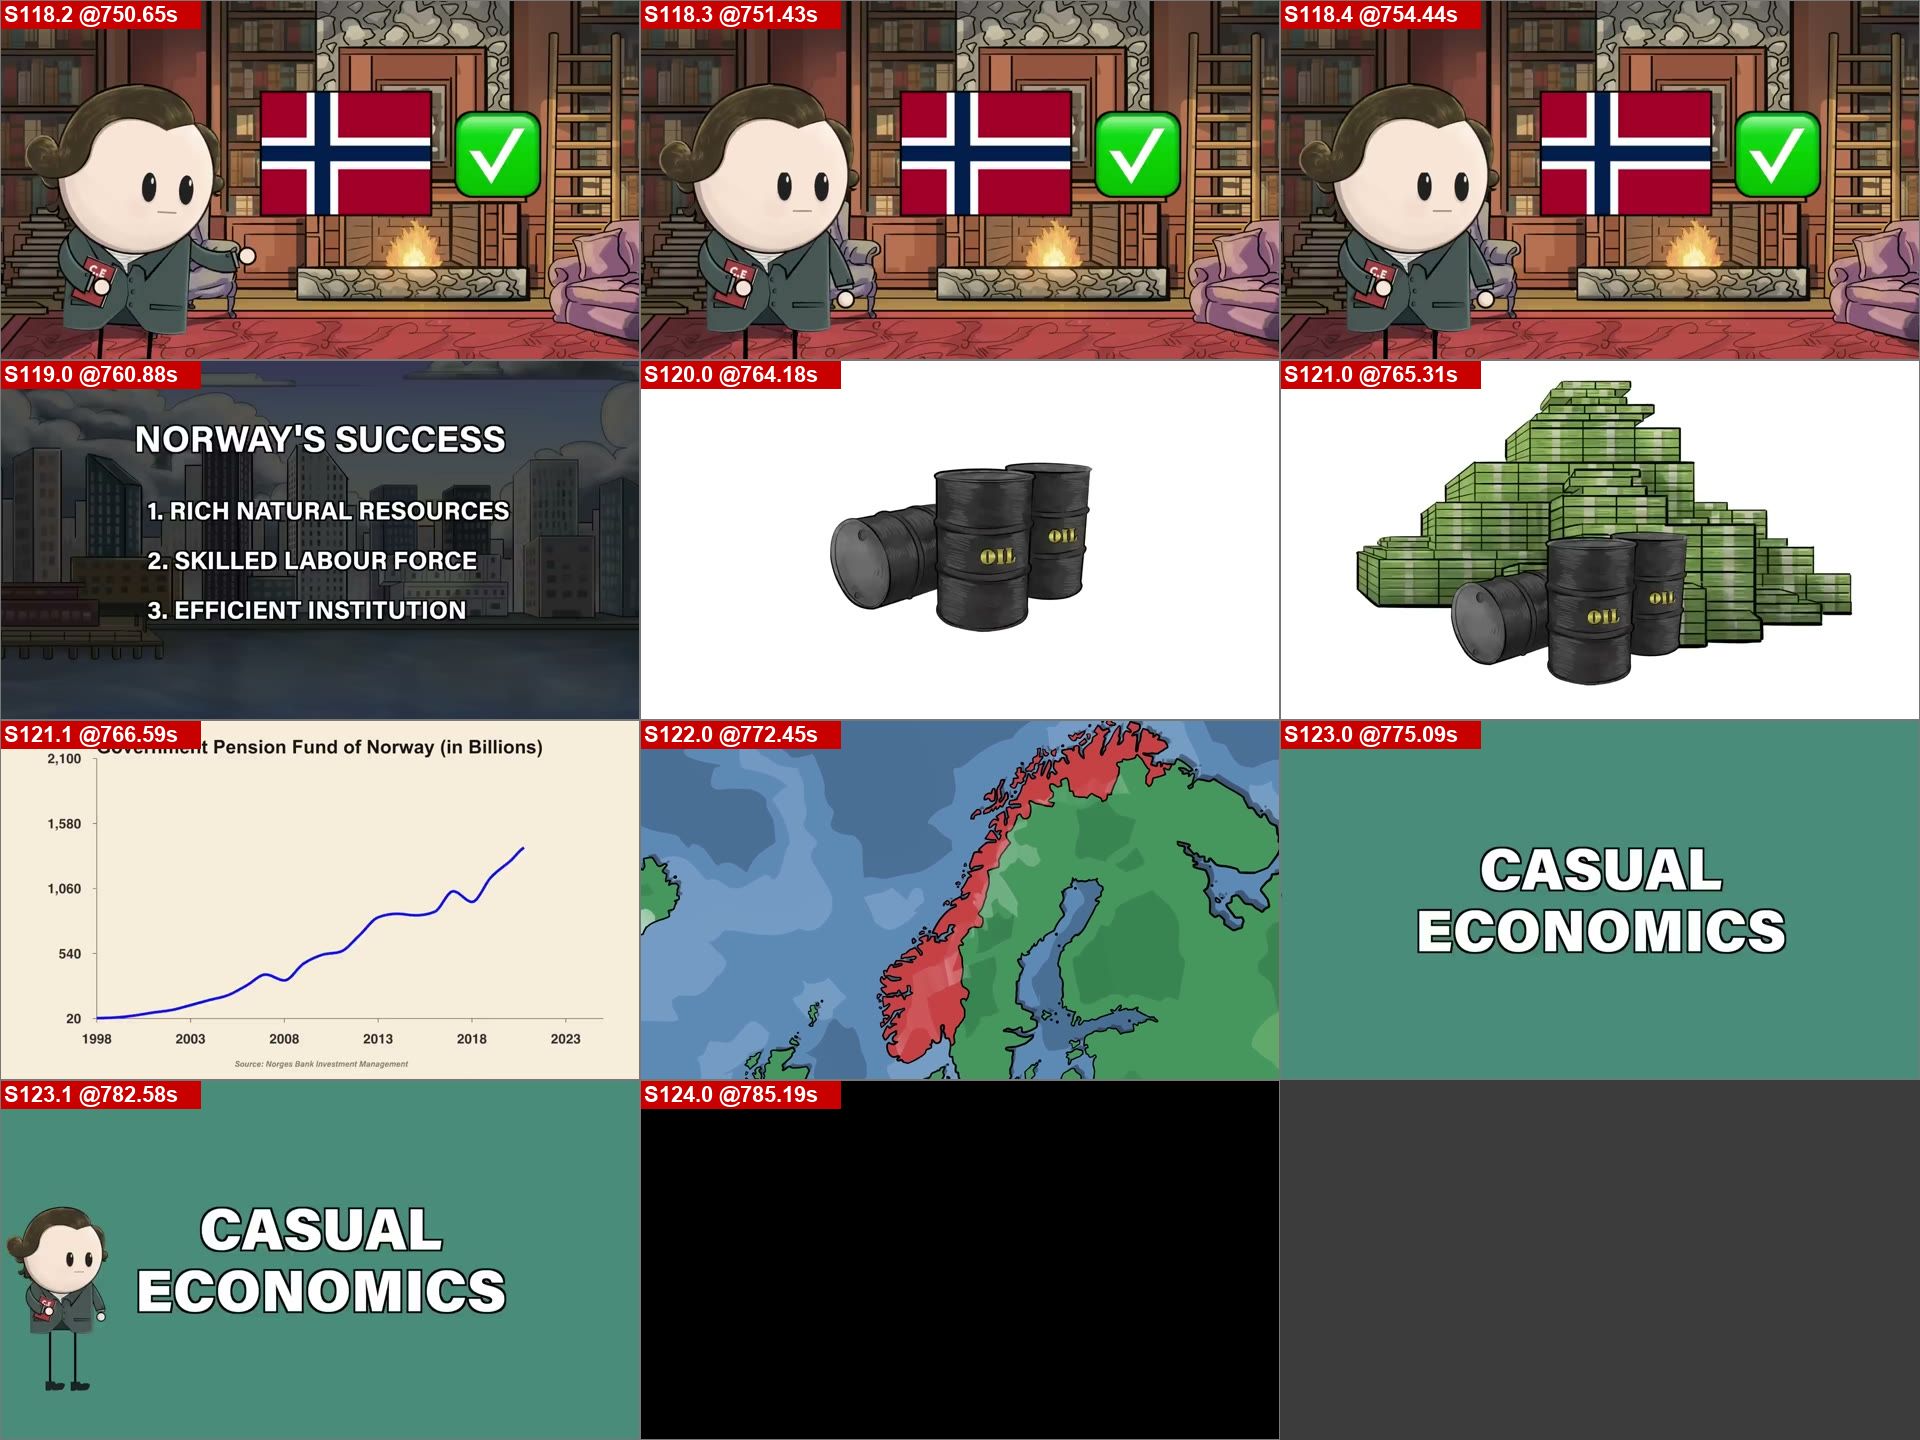 S118.2 @750.65s
C.E
S118.3 @751.43s
C.E
S118.4 @754.44s
C.E
S119.0 @760.88s
NORWAY'S SUCCESS
1. RICH NATURAL RESOURCES
2. SKILLED LABOUR FORCE
3. EFFICIENT INSTITUTION
S120.0 @764.18s
OIL
OIL
S121.0 @765.31s
OIL
OIL
S121.1 @766.59s
Government Pension Fund of Norway (in Billions)
2,100
1,580
1,060
540
20
1998 2003 2008 2013 2018 2023
Source: Norges Bank Investment Management
S122.0 @772.45s
S123.0 @775.09s
CASUAL
ECONOMICS
S123.1 @782.58s
CASUAL
ECONOMICS
C.E
S124.0 @785.19s